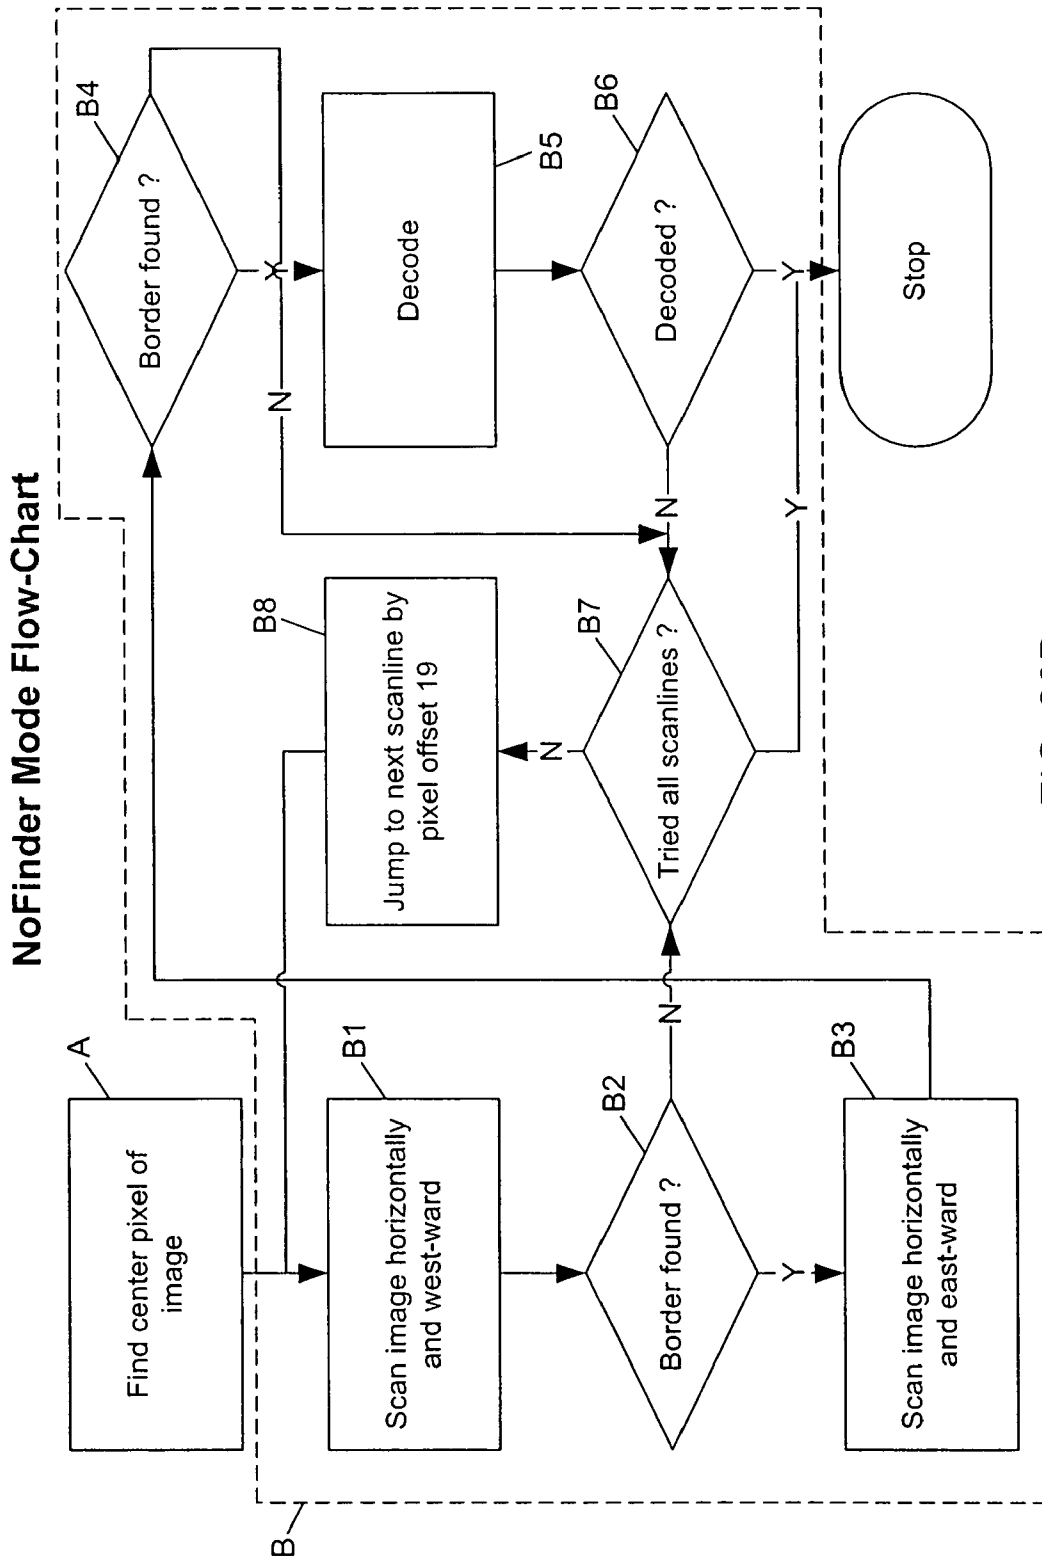 NoFinder Mode Flow-Chart
A
Find center pixel of
image
B
B1
Scan image horizontally
and west-ward
B2
Border found ?
N
Y
B3
Scan image horizontally
and east-ward
B4
Border found ?
Y
N
B5
Decode
B6
Decoded ?
N
Y
B7
Tried all scanlines ?
N
Y
B8
Jump to next scanline by
pixel offset 19
Stop